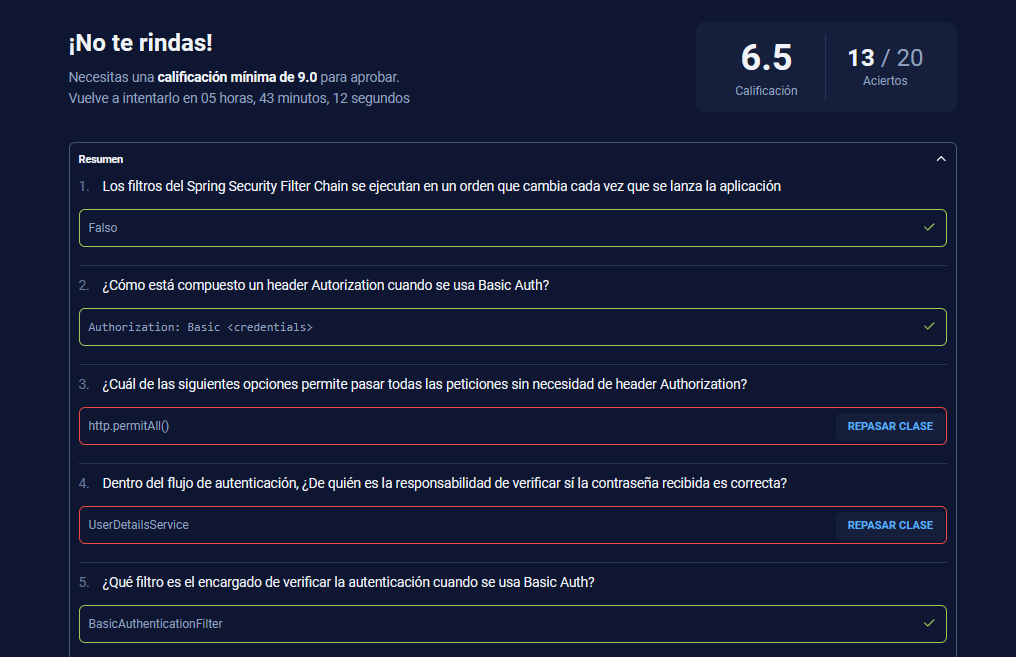 ¡No te rindas!
Necesitas una calificación mínima de 9.0 para aprobar.
Vuelve a intentarlo en 05 horas, 43 minutos, 12 segundos
6.5
Calificación
13 / 20
Aciertos
Resumen
1. Los filtros del Spring Security Filter Chain se ejecutan en un orden que cambia cada vez que se lanza la aplicación
Falso
2. ¿Cómo está compuesto un header Autorization cuando se usa Basic Auth?
Authorization: Basic <credentials>
3. ¿Cuál de las siguientes opciones permite pasar todas las peticiones sin necesidad de header Authorization?
http.permitAll()
REPASAR CLASE
4. Dentro del flujo de autenticación, ¿De quién es la responsabilidad de verificar sí la contraseña recibida es correcta?
UserDetailsService
REPASAR CLASE
5. ¿Qué filtro es el encargado de verificar la autenticación cuando se usa Basic Auth?
BasicAuthenticationFilter